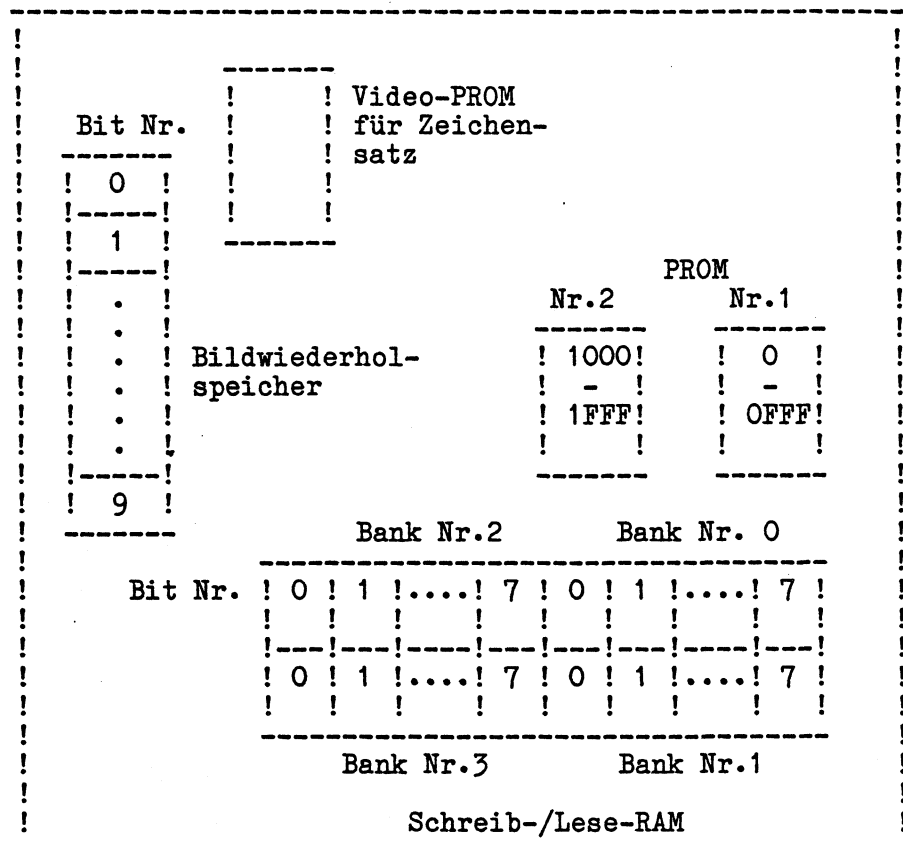 Video-PROM
Bit Nr. für Zeichen-
satz
0
1
.
.
.
.
.
.
9
Bildwiederhol-
speicher
PROM
Nr.2 Nr.1
1000 0
- -
1FFF 0FFF
Bank Nr.2 Bank Nr. 0
Bit Nr. ! 0 ! 1 !....! 7 ! 0 ! 1 !....! 7 !
! 0 ! 1 !....! 7 ! 0 ! 1 !....! 7 !
Bank Nr.3 Bank Nr.1
Schreib-/Lese-RAM